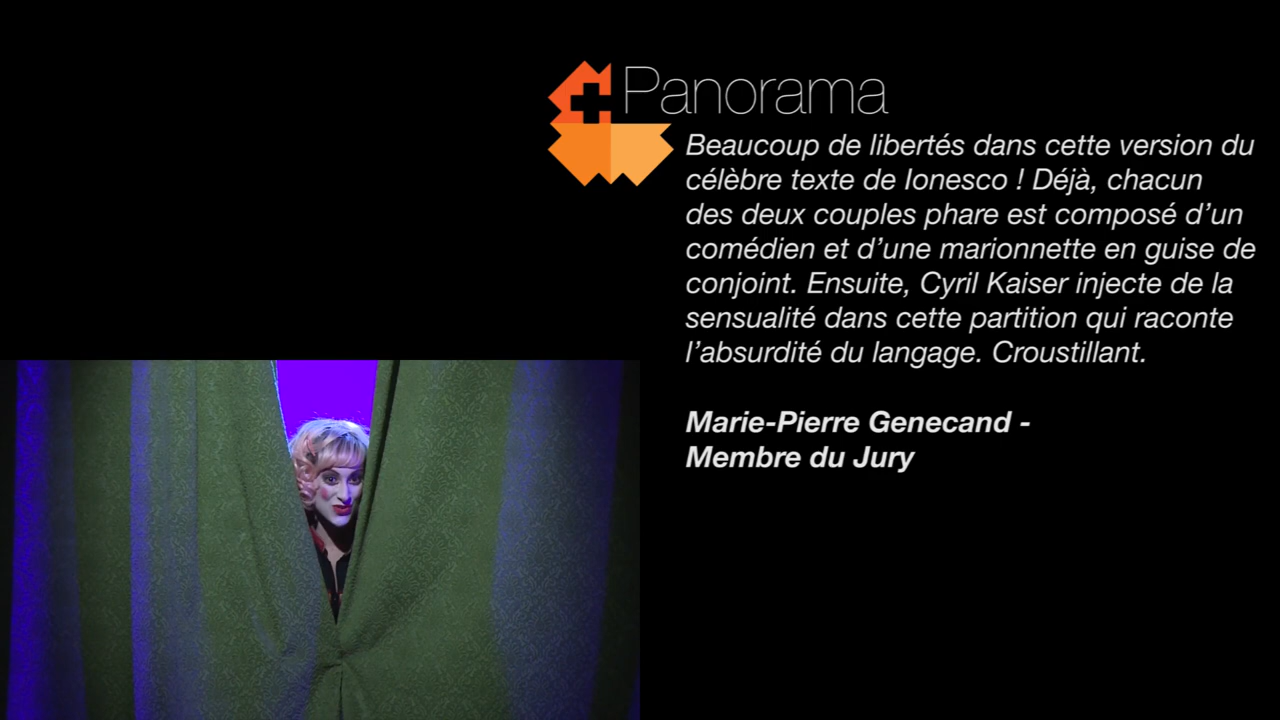 Panorama
Beaucoup de libertés dans cette version du
célèbre texte de Ionesco ! Déjà, chacun
des deux couples phare est composé d’un
comédien et d’une marionnette en guise de
conjoint. Ensuite, Cyril Kaiser injecte de la
sensualité dans cette partition qui raconte
l’absurdité du langage. Croustillant.
Marie-Pierre Genecand -
Membre du Jury